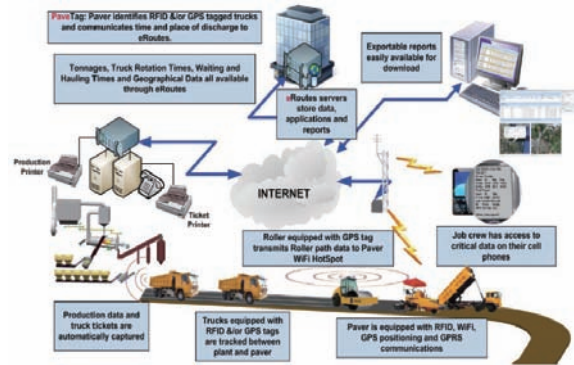 PaveTag: Paver identifies RFID &/or GPS tagged trucks
and communicates time and place of discharge to
eRoutes.
Tonnages, Truck Rotation Times, Waiting and
Hauling Times and Geographical Data all available
through eRoutes
eRoutes servers
store data,
applications and
reports
Exportable reports
easily available for
download
Production
Printer
Ticket
Printer
INTERNET
Roller equipped with GPS tag
transmits Roller path data to Paver
WiFi HotSpot
Job crew has access to
critical data on their cell
phones
Production data and
truck tickets are
automatically captured
Trucks equipped with
RFID &/or GPS tags
are tracked between
plant and paver
Paver is equipped with RFID, WiFi,
GPS positioning and GPRS
communications